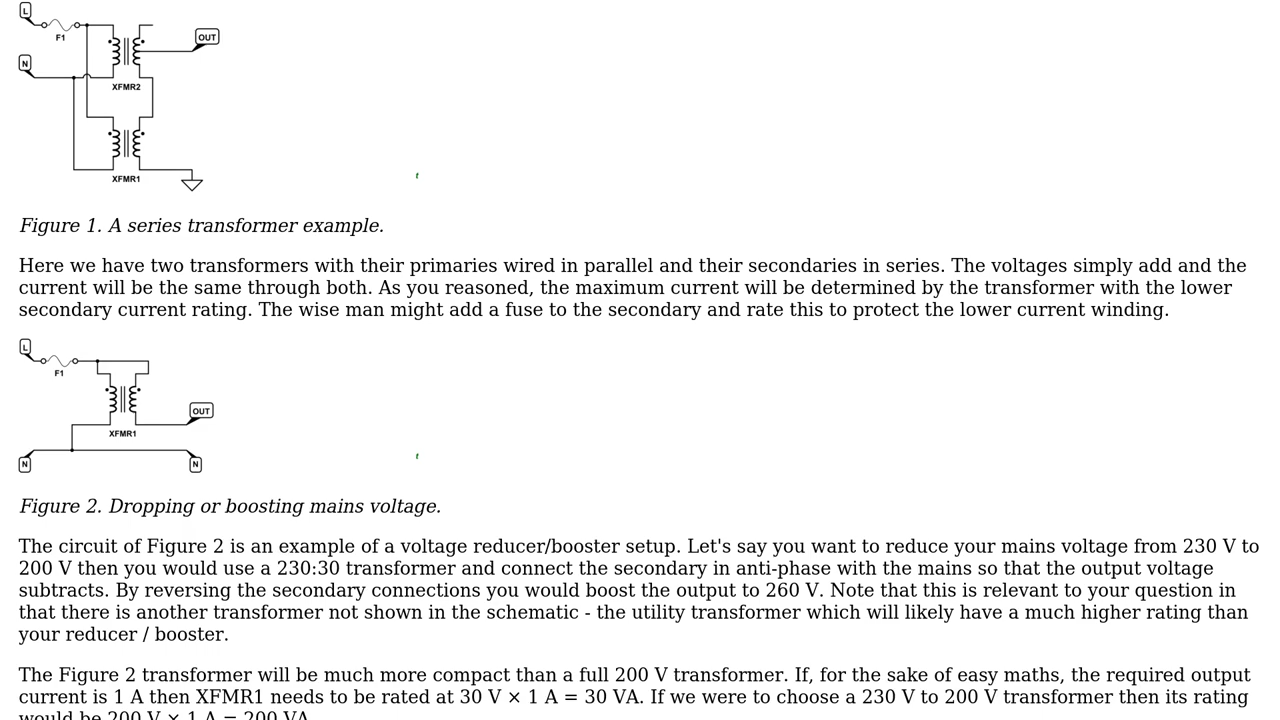 L
F1
OUT
N
XFMR2
XFMR1
Figure 1. A series transformer example.
Here we have two transformers with their primaries wired in parallel and their secondaries in series. The voltages simply add and the
current will be the same through both. As you reasoned, the maximum current will be determined by the transformer with the lower
secondary current rating. The wise man might add a fuse to the secondary and rate this to protect the lower current winding.
L
F1
OUT
XFMR1
N
N
Figure 2. Dropping or boosting mains voltage.
The circuit of Figure 2 is an example of a voltage reducer/booster setup. Let's say you want to reduce your mains voltage from 230 V to
200 V then you would use a 230:30 transformer and connect the secondary in anti-phase with the mains so that the output voltage
subtracts. By reversing the secondary connections you would boost the output to 260 V. Note that this is relevant to your question in
that there is another transformer not shown in the schematic - the utility transformer which will likely have a much higher rating than
your reducer / booster.
The Figure 2 transformer will be much more compact than a full 200 V transformer. If, for the sake of easy maths, the required output
current is 1 A then XFMR1 needs to be rated at 30 V × 1 A = 30 VA. If we were to choose a 230 V to 200 V transformer then its rating
would be 200 V × 1 A = 200 VA.